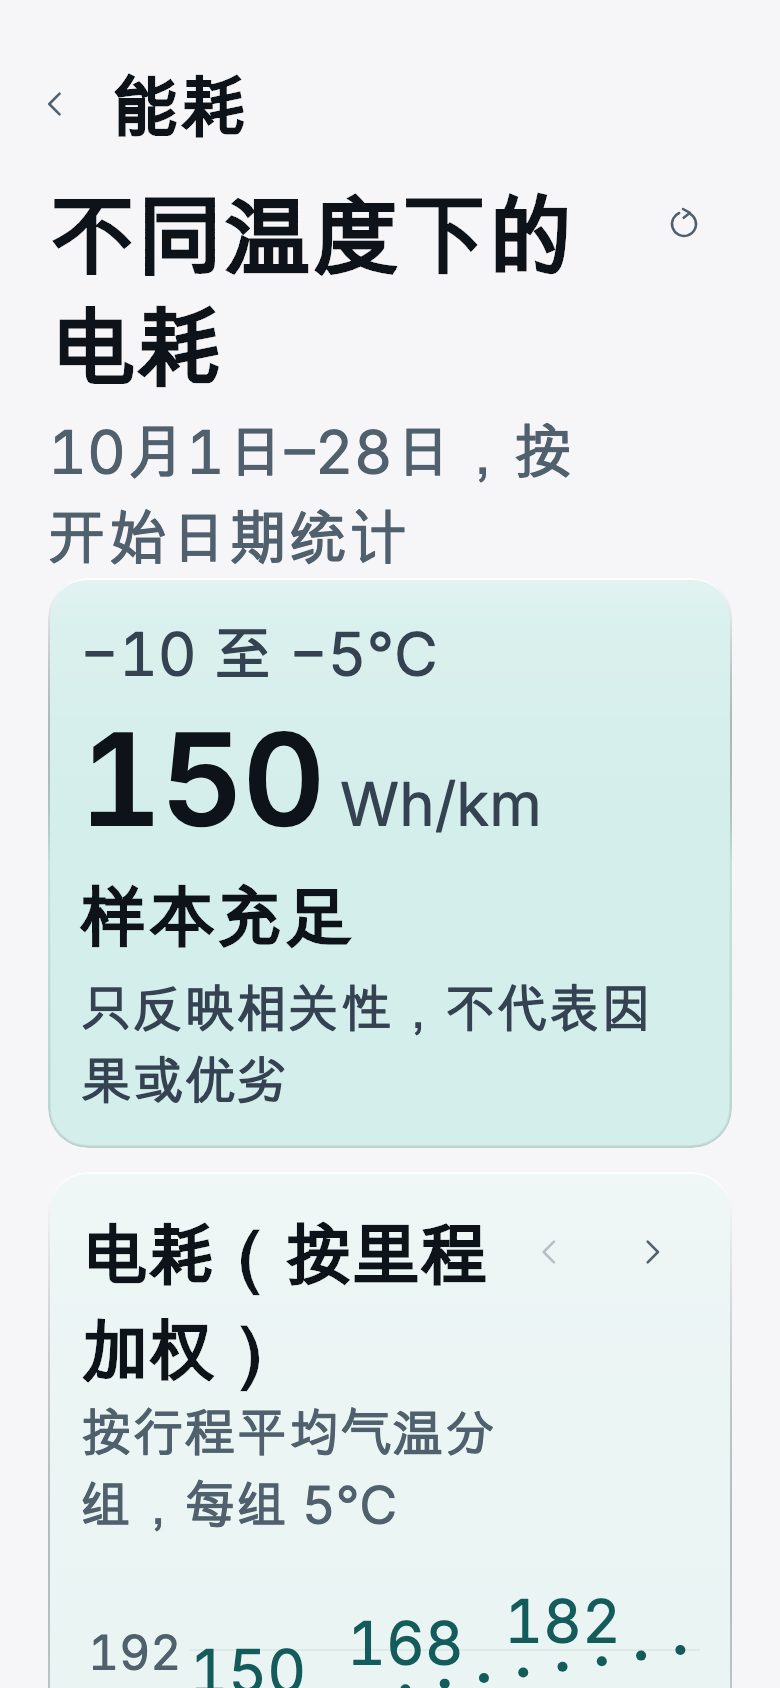 能耗
不同温度下的
电耗
10月1日–28日，按
开始日期统计
−10 至 −5°C
150 Wh/km
样本充足
只反映相关性，不代表因
果或优劣
电耗（按里程
加权）
按行程平均气温分
组，每组 5°C
192 150 168 182